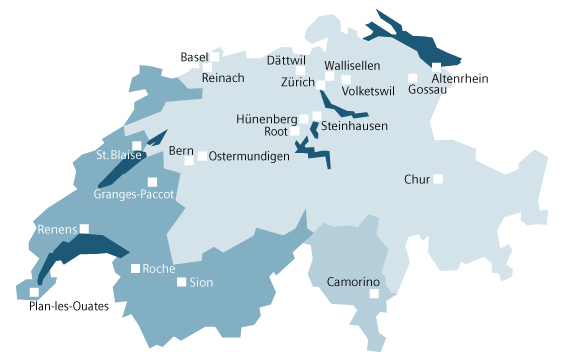 Basel
Reinach
Dättwil
Wallisellen
Zürich
Volketswil
Altenrhein
Gossau
Hünenberg
Steinhausen
Root
St. Blaise
Bern
Ostermundigen
Granges-Paccot
Chur
Renens
Roche
Sion
Camorino
Plan-les-Ouates